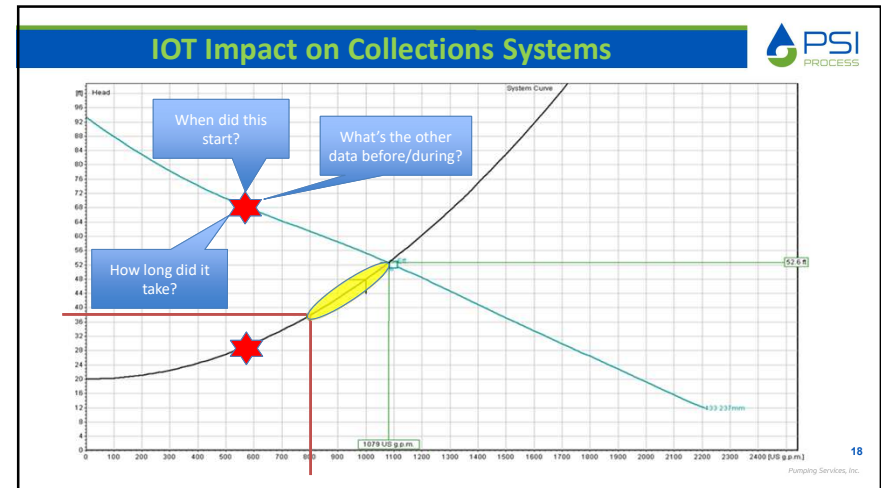 IOT Impact on Collections Systems
PSI
PROCESS
[ft]
Head
System Curve
When did this
start?
What's the other
data before/during?
How long did it
take?
96
92
88
84
80
76
72
68
64
60
56
52
48
44
40
36
32
28
24
20
16
12
8
4
0
52.6 ft
433 237mm
1079 US g.p.m.
0 100 200 300 400 500 600 700 800 900 1000 1100 1200 1300 1400 1500 1600 1700 1800 1900 2000 2100 2200 2300 2400 [US g.p.m.]
18
Pumping Services, Inc.